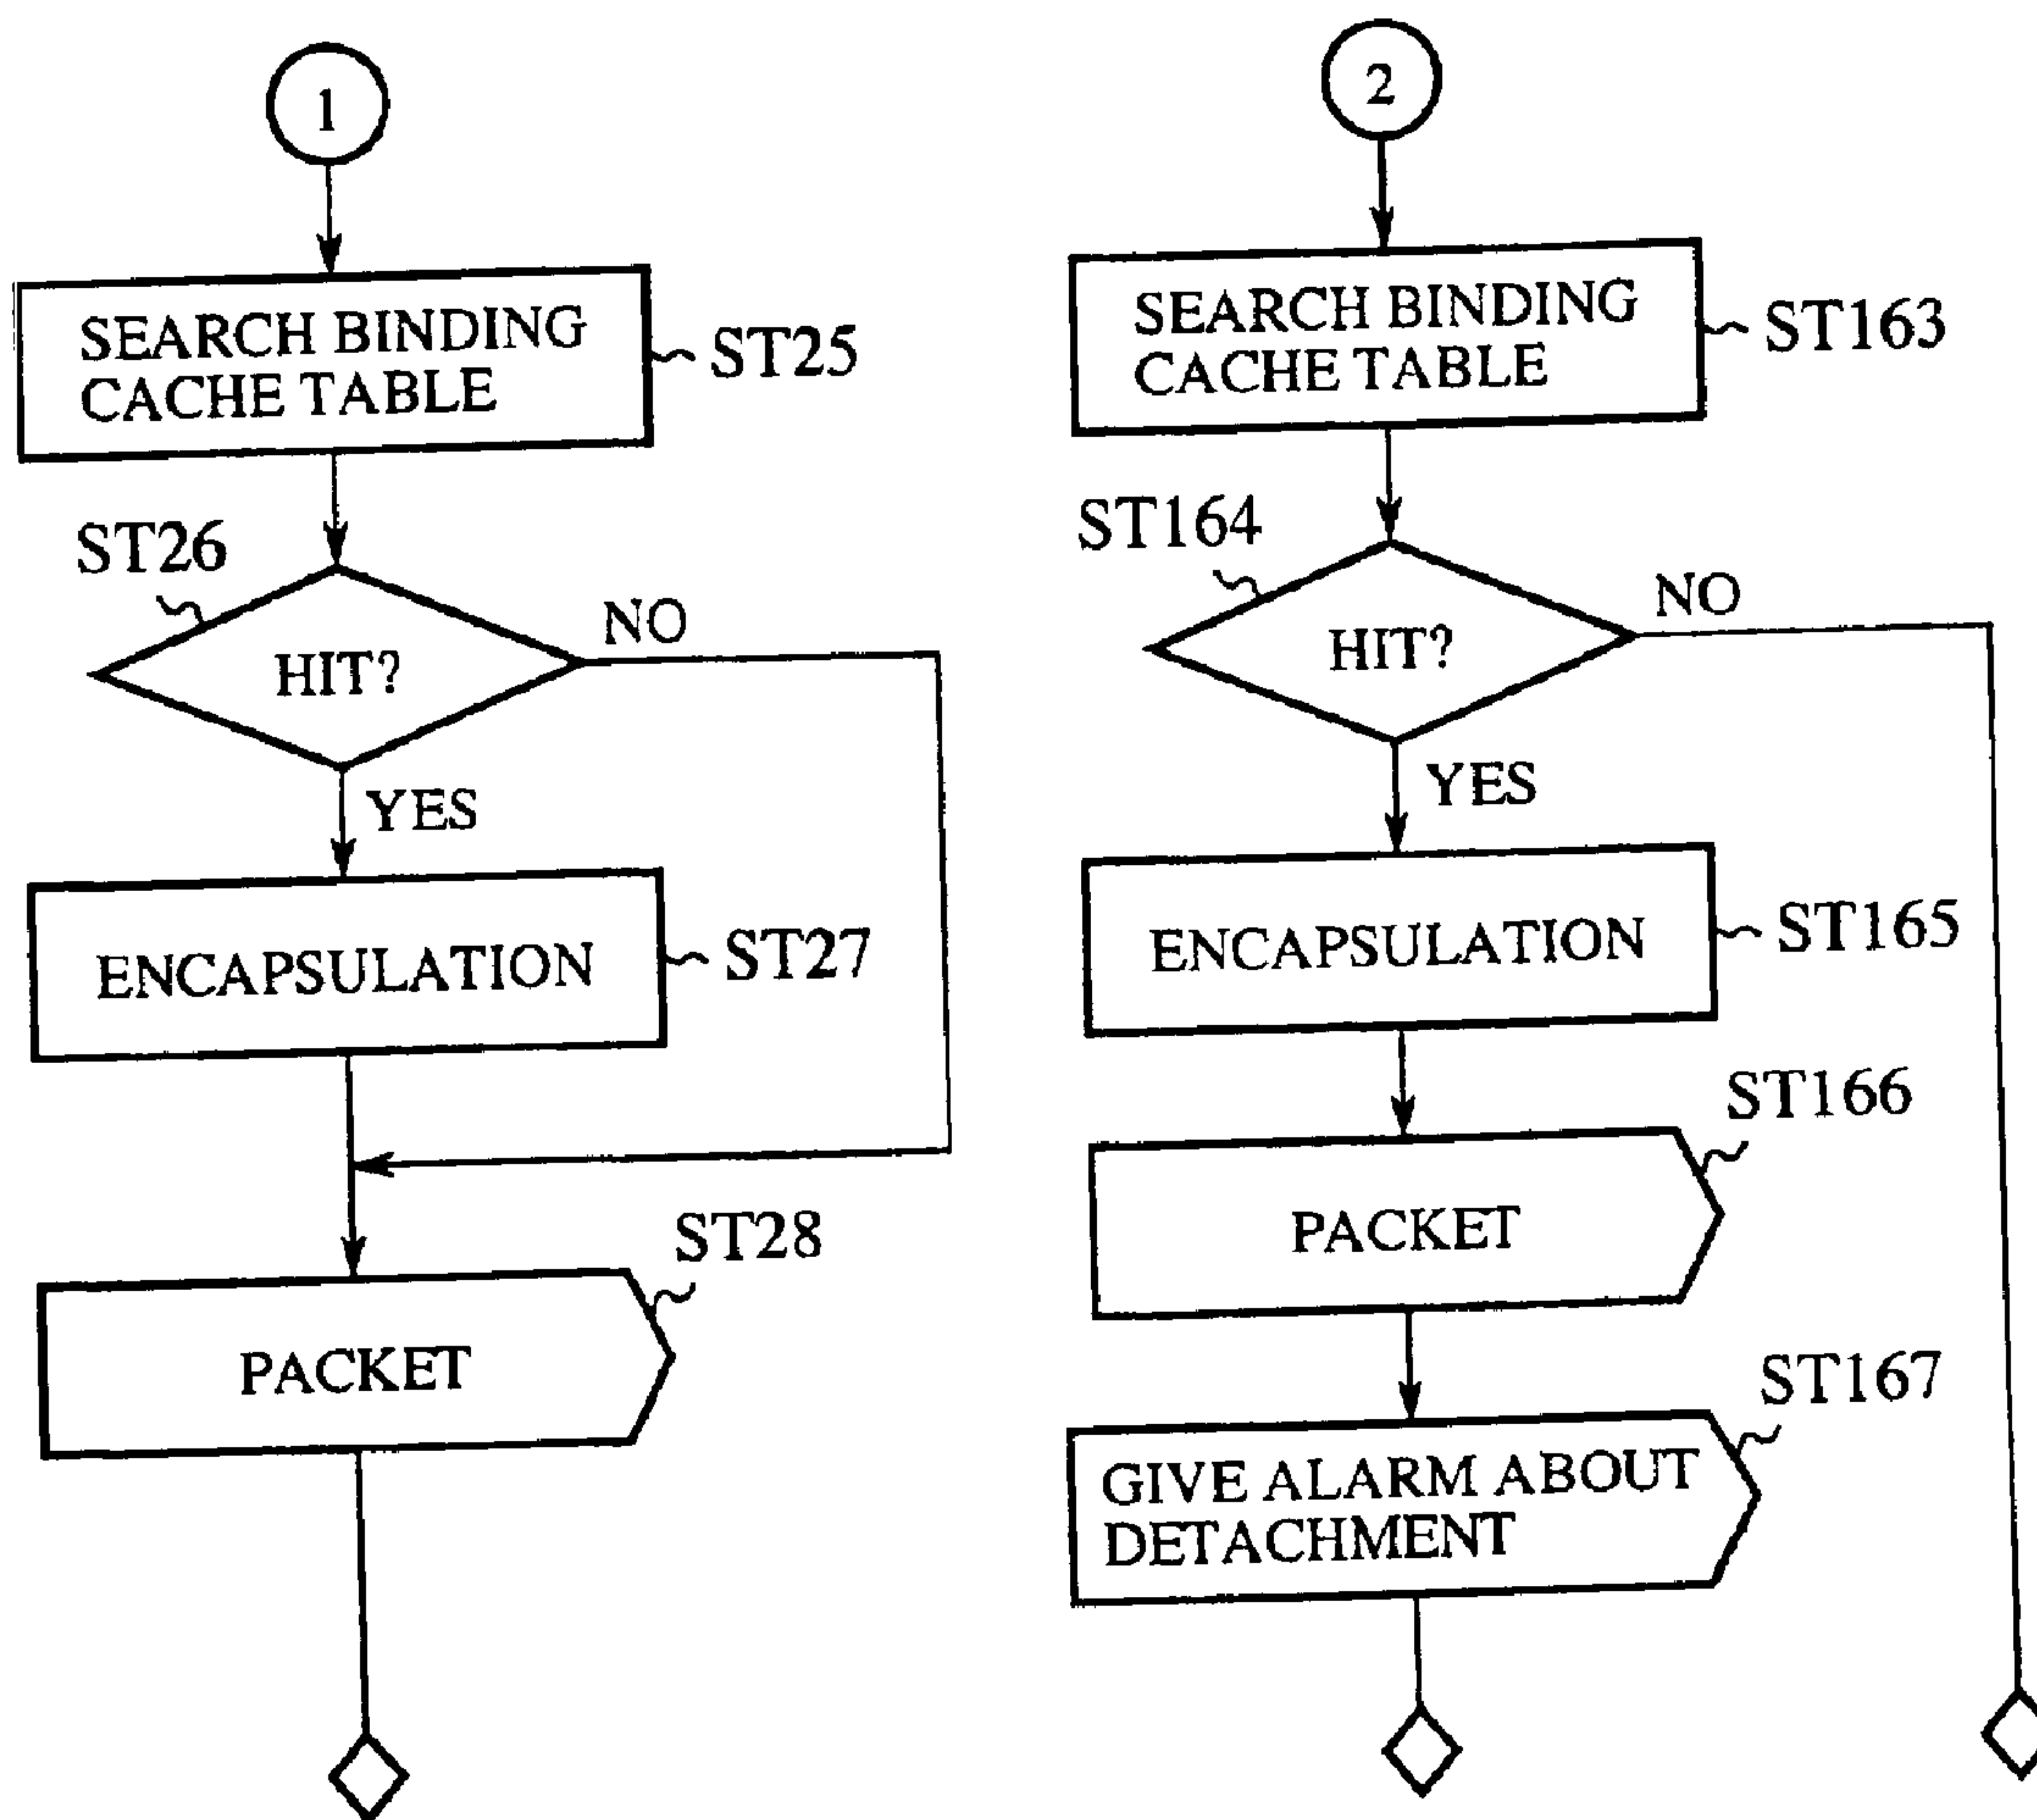 1
SEARCH BINDING
CACHE TABLE
ST25
ST26
HIT?
NO
YES
ENCAPSULATION
ST27
ST28
PACKET
2
SEARCH BINDING
CACHE TABLE
ST163
ST164
HIT?
NO
YES
ENCAPSULATION
ST165
ST166
PACKET
ST167
GIVE ALARM ABOUT
DETACHMENT